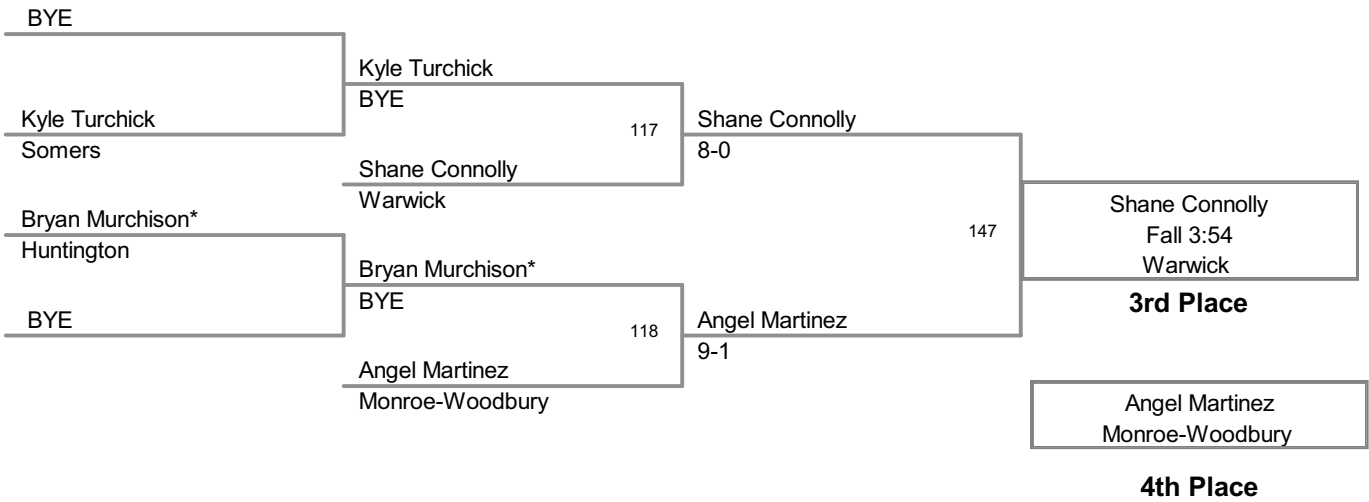 BYE
Kyle Turchick
BYE
Kyle Turchick
Somers
117
Shane Connolly
8-0
Shane Connolly
Warwick
Bryan Murchison*
Huntington
147
Shane Connolly
Fall 3:54
Warwick
3rd Place
Bryan Murchison*
BYE
BYE
118
Angel Martinez
9-1
Angel Martinez
Monroe-Woodbury
Angel Martinez
Monroe-Woodbury
4th Place